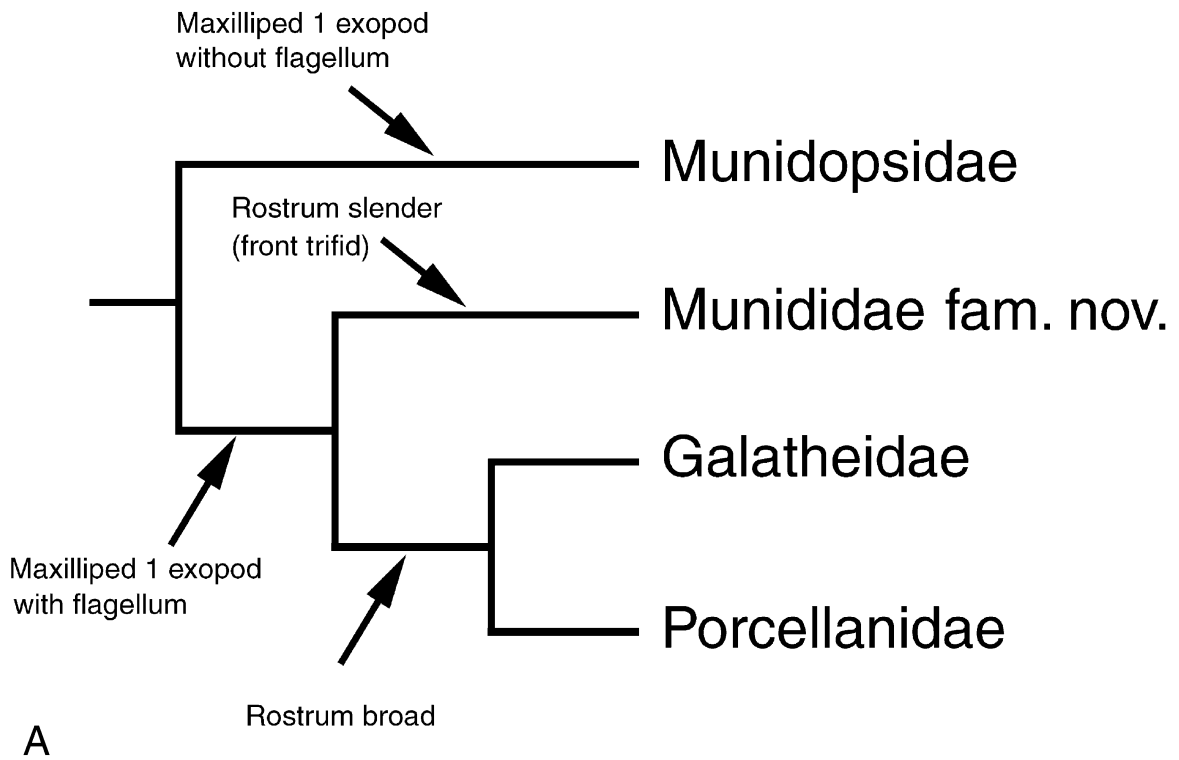 Maxilliped 1 exopod
without flagellum
Munidopsidae
Rostrum slender
(front trifid)
Munididae fam. nov.
Galatheidae
Maxilliped 1 exopod
with flagellum
Porcellanidae
Rostrum broad
A